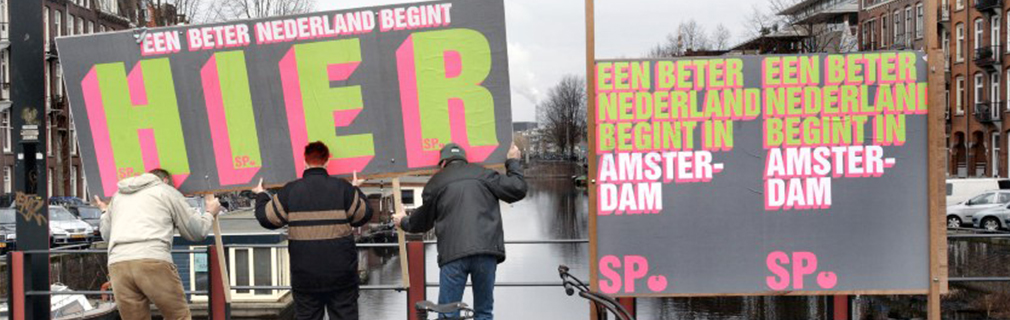 EEN BETER NEDERLAND BEGINT
HIER
SP. SP. SP.
EEN BETER
NEDERLAND
BEGINT IN
AMSTER-
DAM
SP.
EEN BETER
NEDERLAND
BEGINT IN
AMSTER-
DAM
SP.